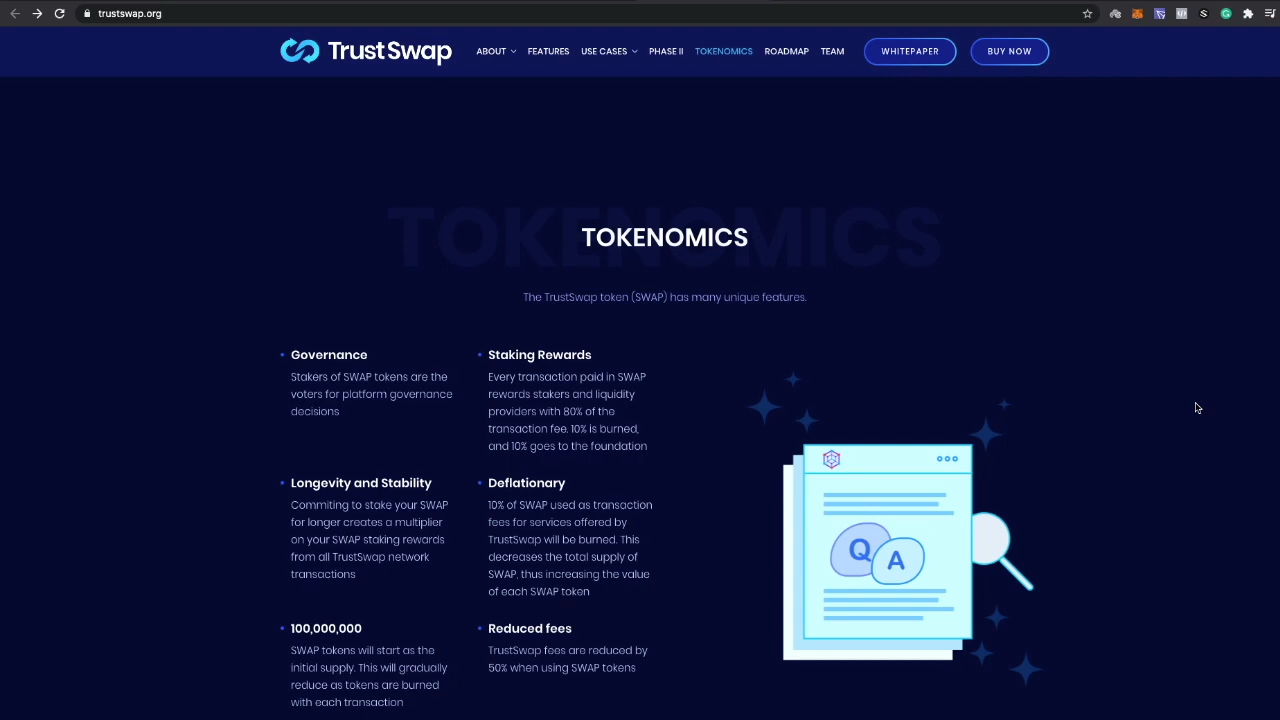 trustswap.org
TrustSwap
ABOUT
FEATURES
USE CASES
PHASE II
TOKENOMICS
ROADMAP
TEAM
WHITEPAPER
BUY NOW
TOKENOMICS
TOKENOMICS
The TrustSwap token (SWAP) has many unique features.
Governance
Stakers of SWAP tokens are the
voters for platform governance
decisions
Staking Rewards
Every transaction paid in SWAP
rewards stakers and liquidity
providers with 80% of the
transaction fee. 10% is burned,
and 10% goes to the foundation
Longevity and Stability
Commiting to stake your SWAP
for longer creates a multiplier
on your SWAP staking rewards
from all TrustSwap network
transactions
Deflationary
10% of SWAP used as transaction
fees for services offered by
TrustSwap will be burned. This
decreases the total supply of
SWAP, thus increasing the value
of each SWAP token
100,000,000
SWAP tokens will start as the
initial supply. This will gradually
reduce as tokens are burned
with each transaction
Reduced fees
TrustSwap fees are reduced by
50% when using SWAP tokens
Q
A